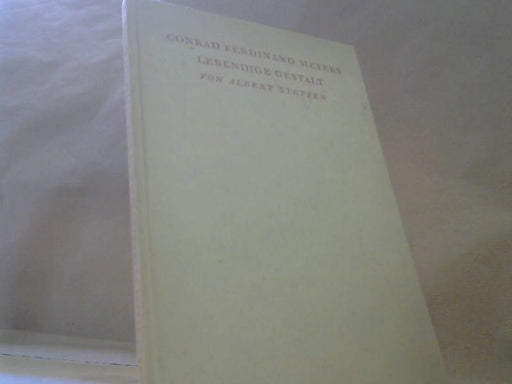 CONRAD FERDINAND MEYERS
LEBENDIGE GESTALT
VON ALBERT STEFFEN